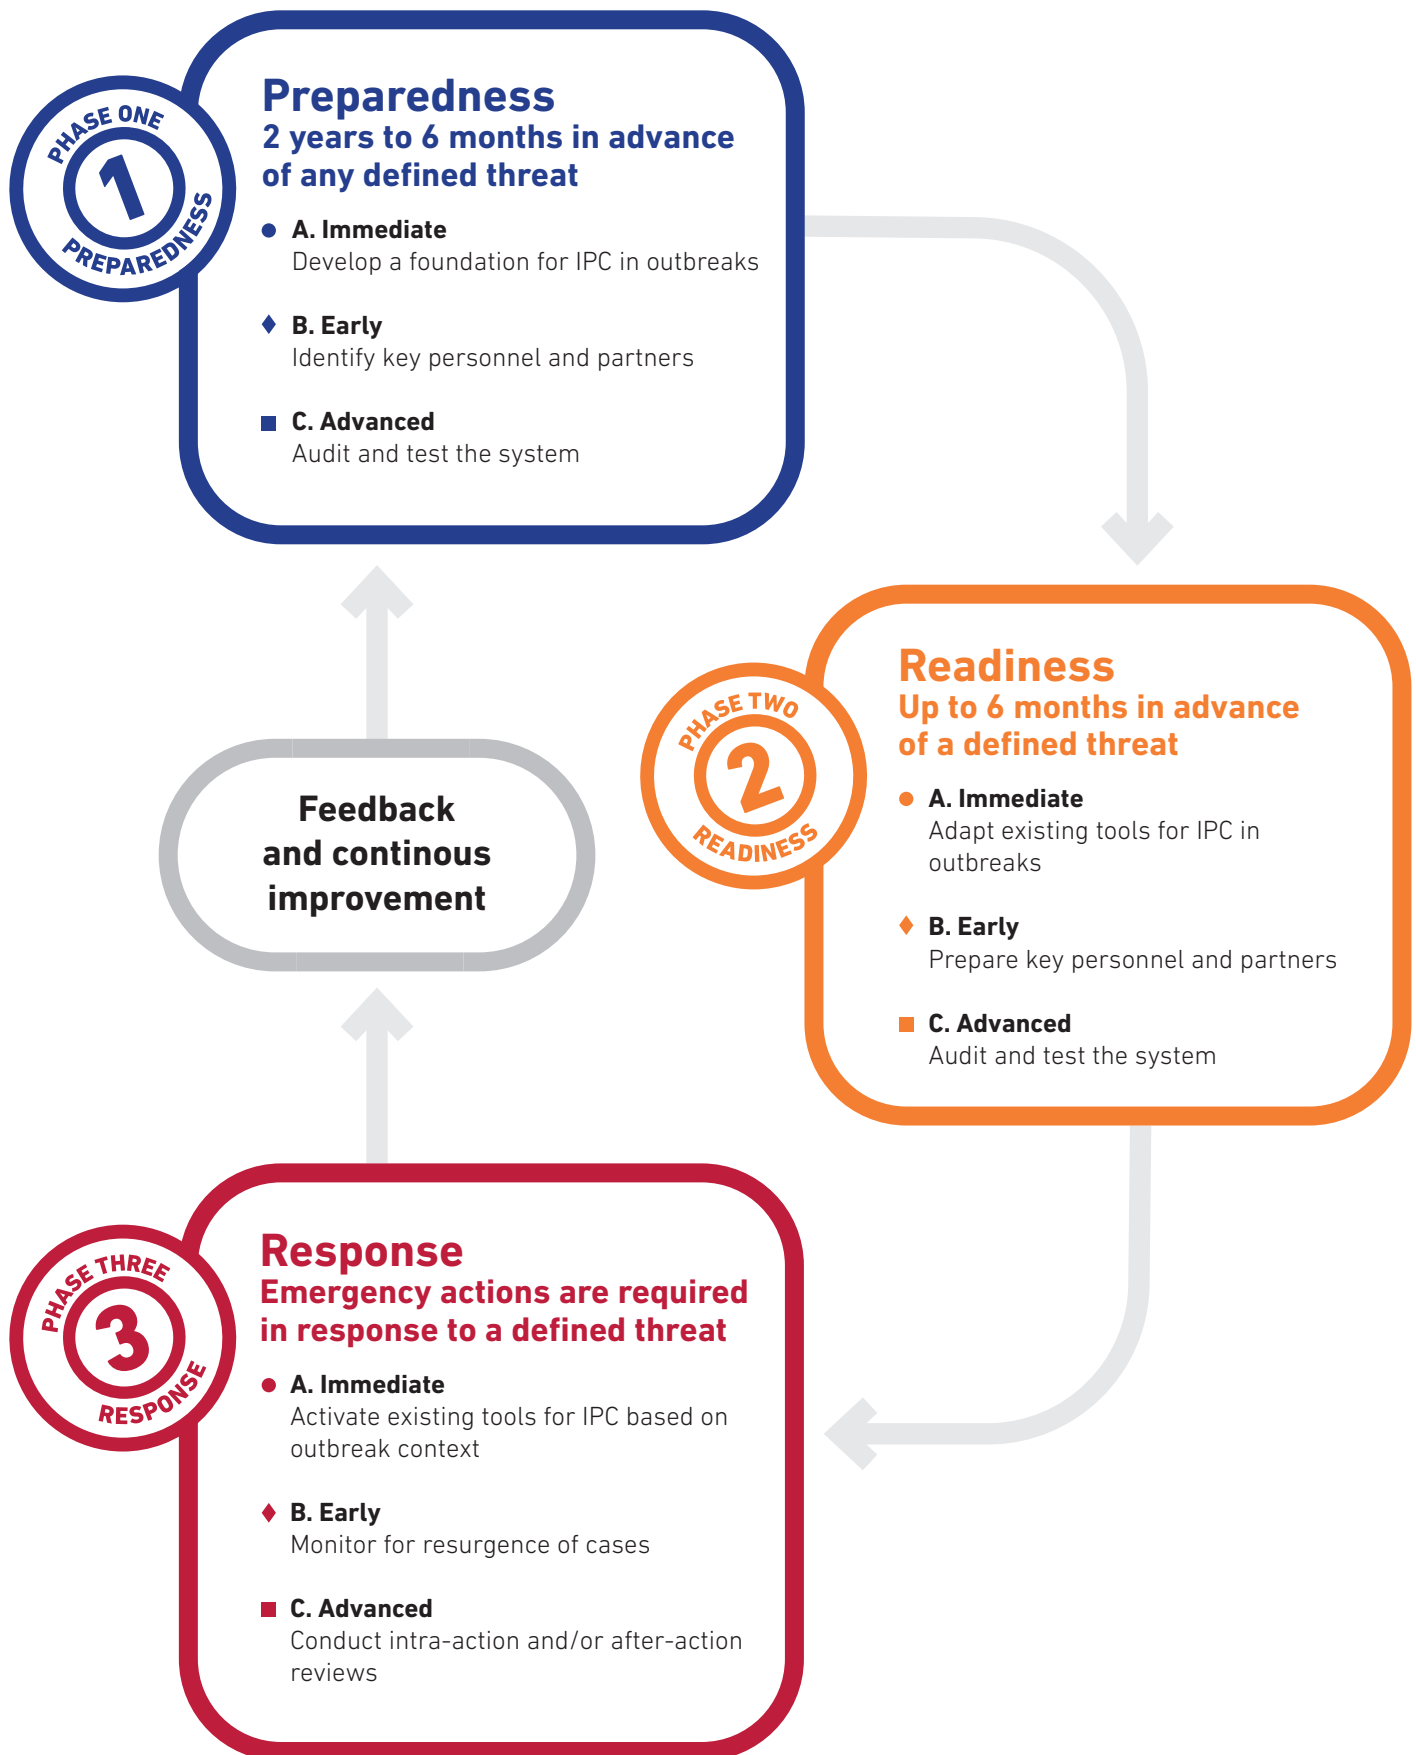 PHASE ONE
1
PREPAREDNESS
Preparedness
2 years to 6 months in advance
of any defined threat
A. Immediate
Develop a foundation for IPC in outbreaks
B. Early
Identify key personnel and partners
C. Advanced
Audit and test the system
PHASE TWO
2
READINESS
Readiness
Up to 6 months in advance
of a defined threat
A. Immediate
Adapt existing tools for IPC in
outbreaks
B. Early
Prepare key personnel and partners
C. Advanced
Audit and test the system
Feedback
and continous
improvement
PHASE THREE
3
RESPONSE
Response
Emergency actions are required
in response to a defined threat
A. Immediate
Activate existing tools for IPC based on
outbreak context
B. Early
Monitor for resurgence of cases
C. Advanced
Conduct intra-action and/or after-action
reviews